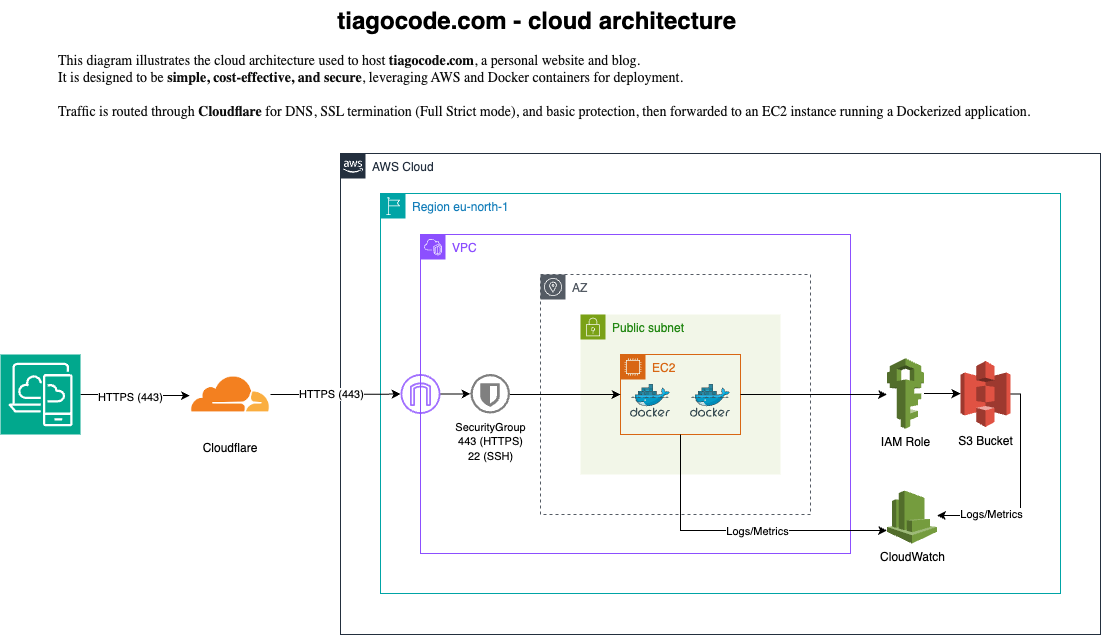 tiagocode.com - cloud architecture
This diagram illustrates the cloud architecture used to host tiagocode.com, a personal website and blog.
It is designed to be simple, cost-effective, and secure, leveraging AWS and Docker containers for deployment.
Traffic is routed through Cloudflare for DNS, SSL termination (Full Strict mode), and basic protection, then forwarded to an EC2 instance running a Dockerized application.
aws
AWS Cloud
Region eu-north-1
VPC
AZ
Public subnet
EC2
docker
docker
HTTPS (443)
Cloudflare
HTTPS (443)
SecurityGroup
443 (HTTPS)
22 (SSH)
IAM Role
S3 Bucket
Logs/Metrics
Logs/Metrics
CloudWatch